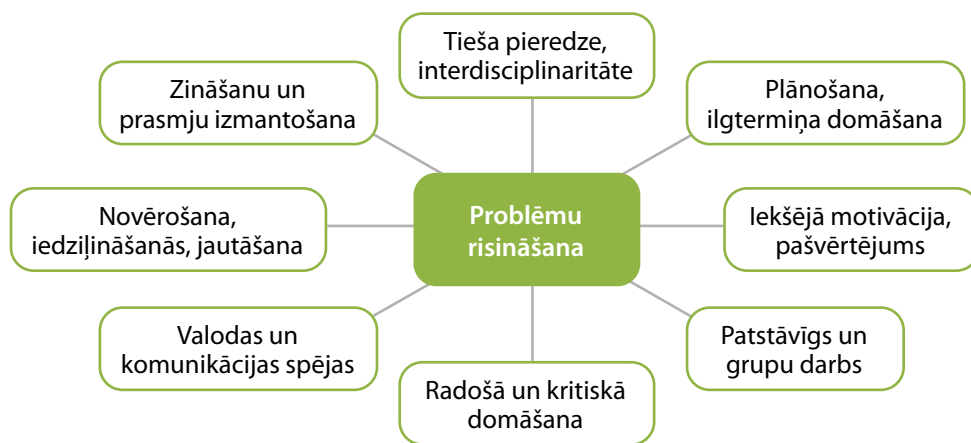 Tieša pieredze,
interdisciplinaritāte
Zināšanu un
prasmju izmantošana
Plānošana,
ilgtermiņa domāšana
Novērošana,
iedziļināšanās, jautāšana
Problēmu
risināšana
Iekšējā motivācija,
pašvērtējums
Valodas un
komunikācijas spējas
Patstāvīgs un
grupu darbs
Radošā un kritiskā
domāšana